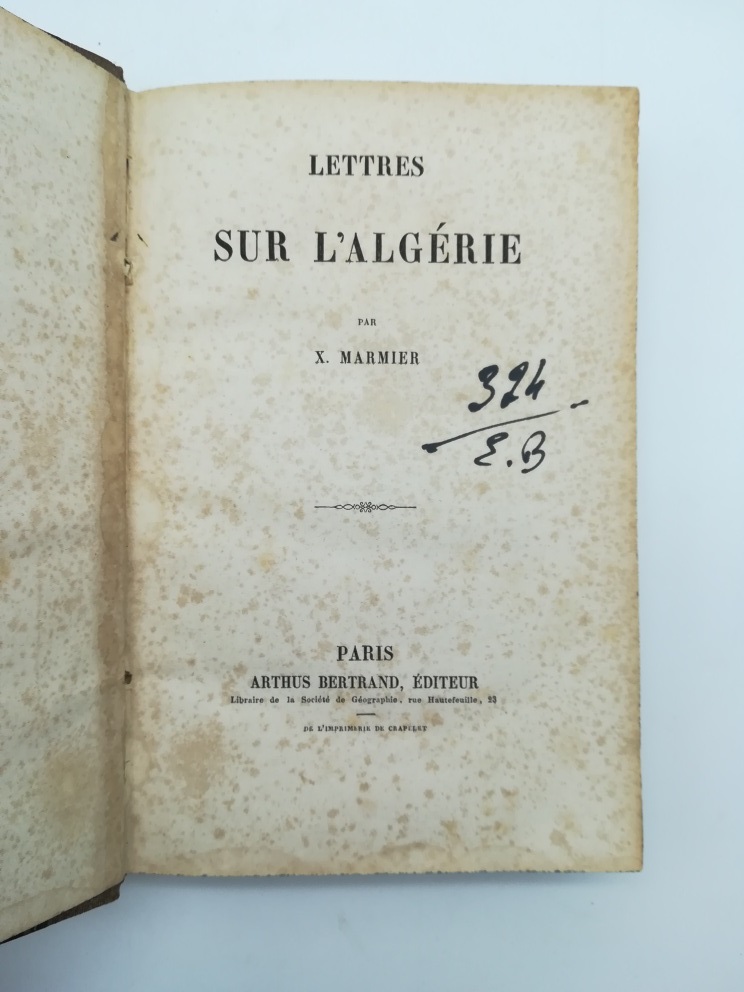 LETTRES
SUR L'ALGÉRIE
PAR
X. MARMIER
324
E.B
PARIS
ARTHUS BERTRAND, ÉDITEUR
Libraire de la Société de Géographie, rue Hautefeuille, 23
DE L'IMPRIMERIE DE CRAPELET